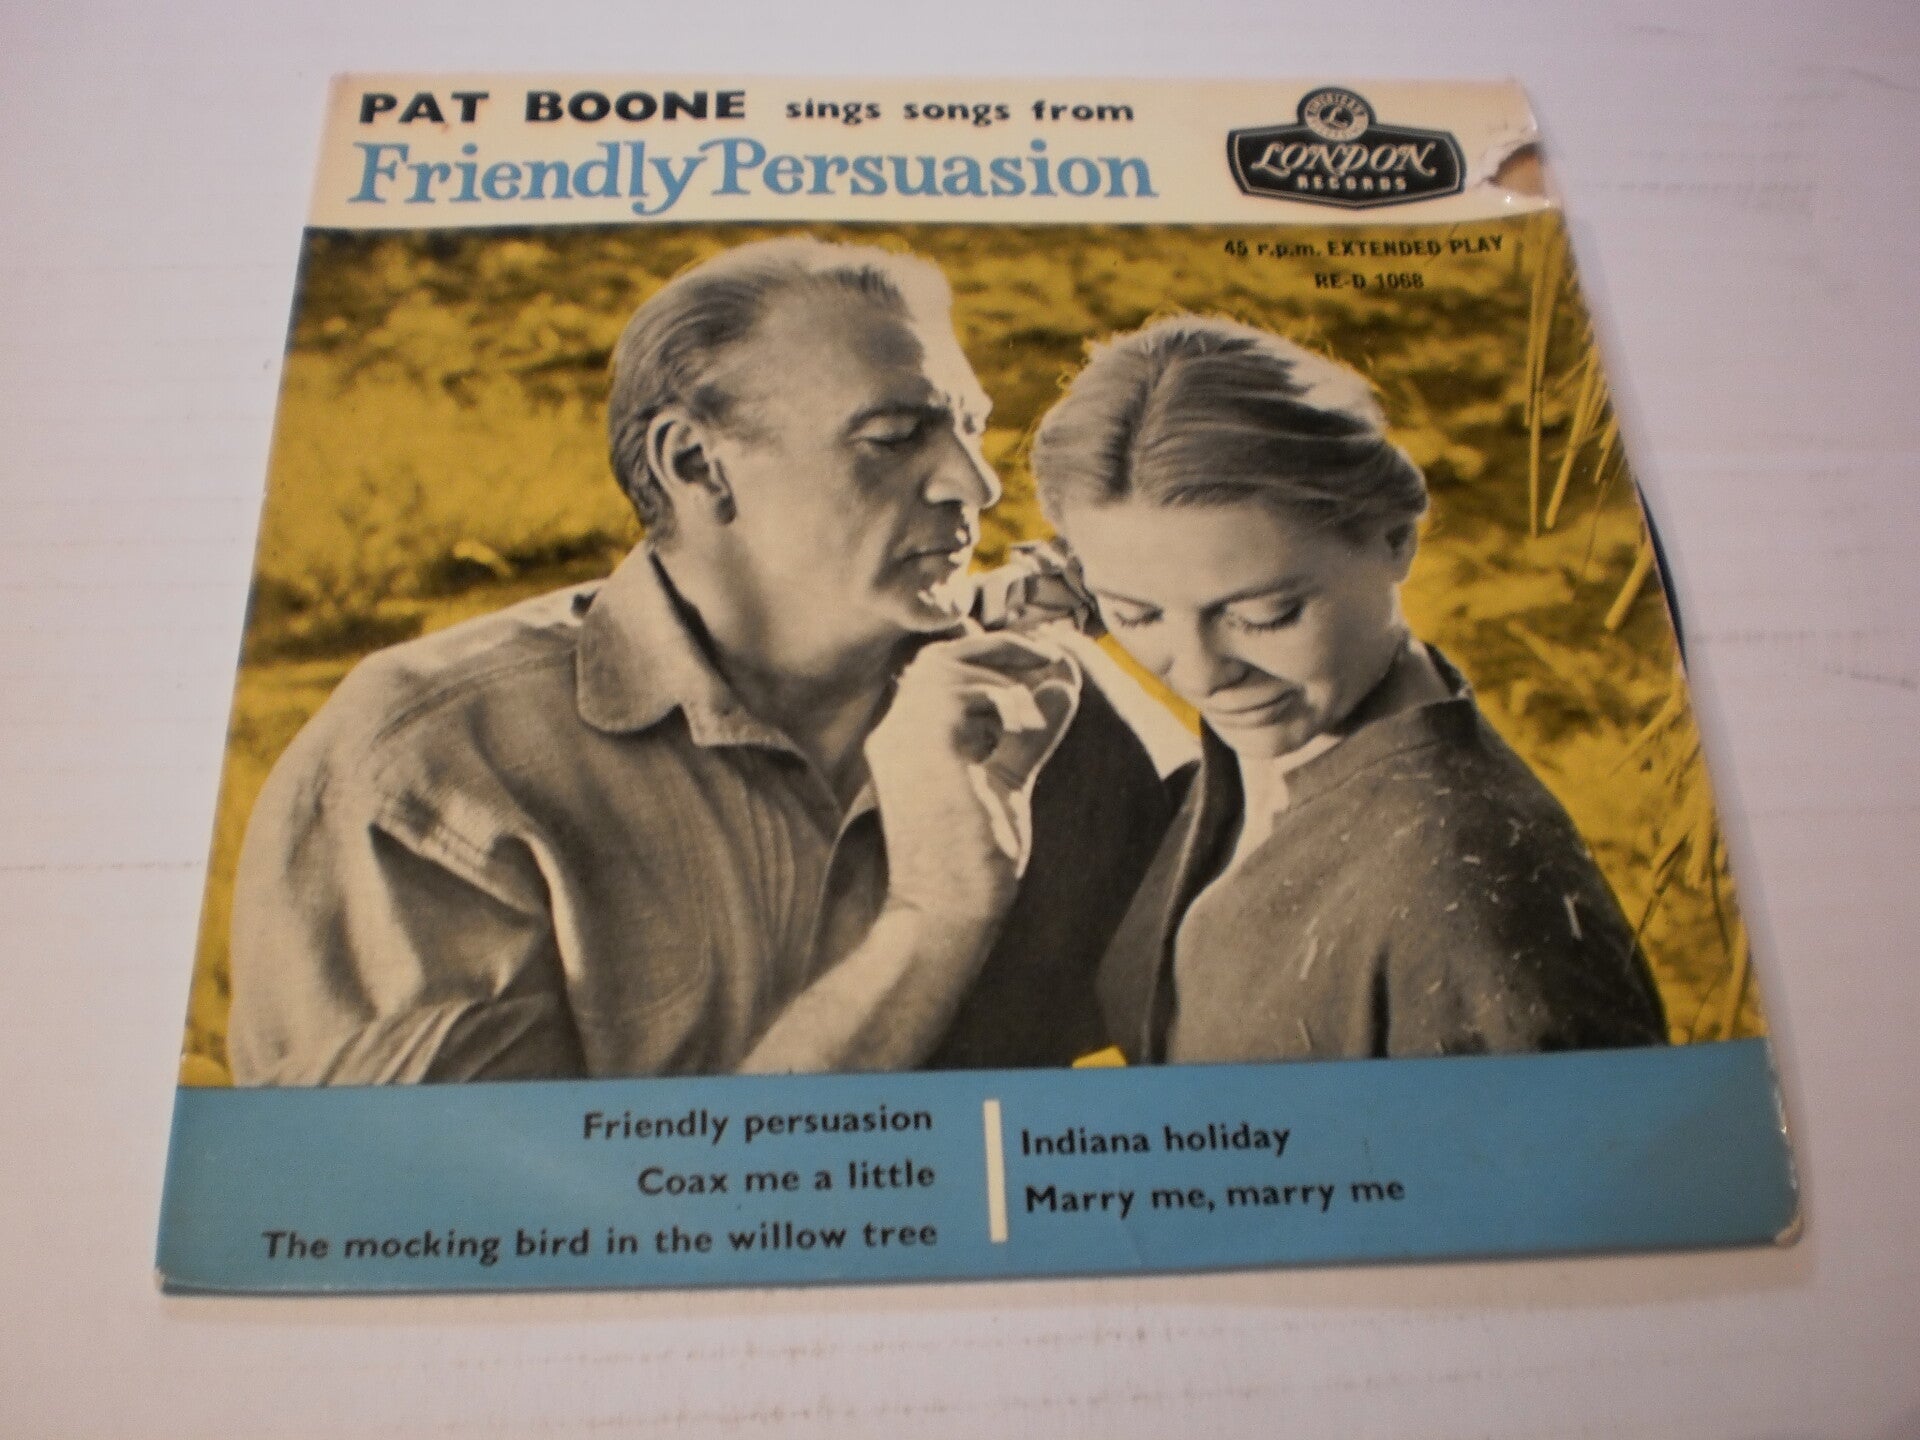 PAT BOONE sings songs from
Friendly Persuasion
LONDON
RECORDS
45 r.p.m. EXTENDED PLAY
RE-D 1068
Friendly persuasion
Coax me a little
The mocking bird in the willow tree
Indiana holiday
Marry me, marry me